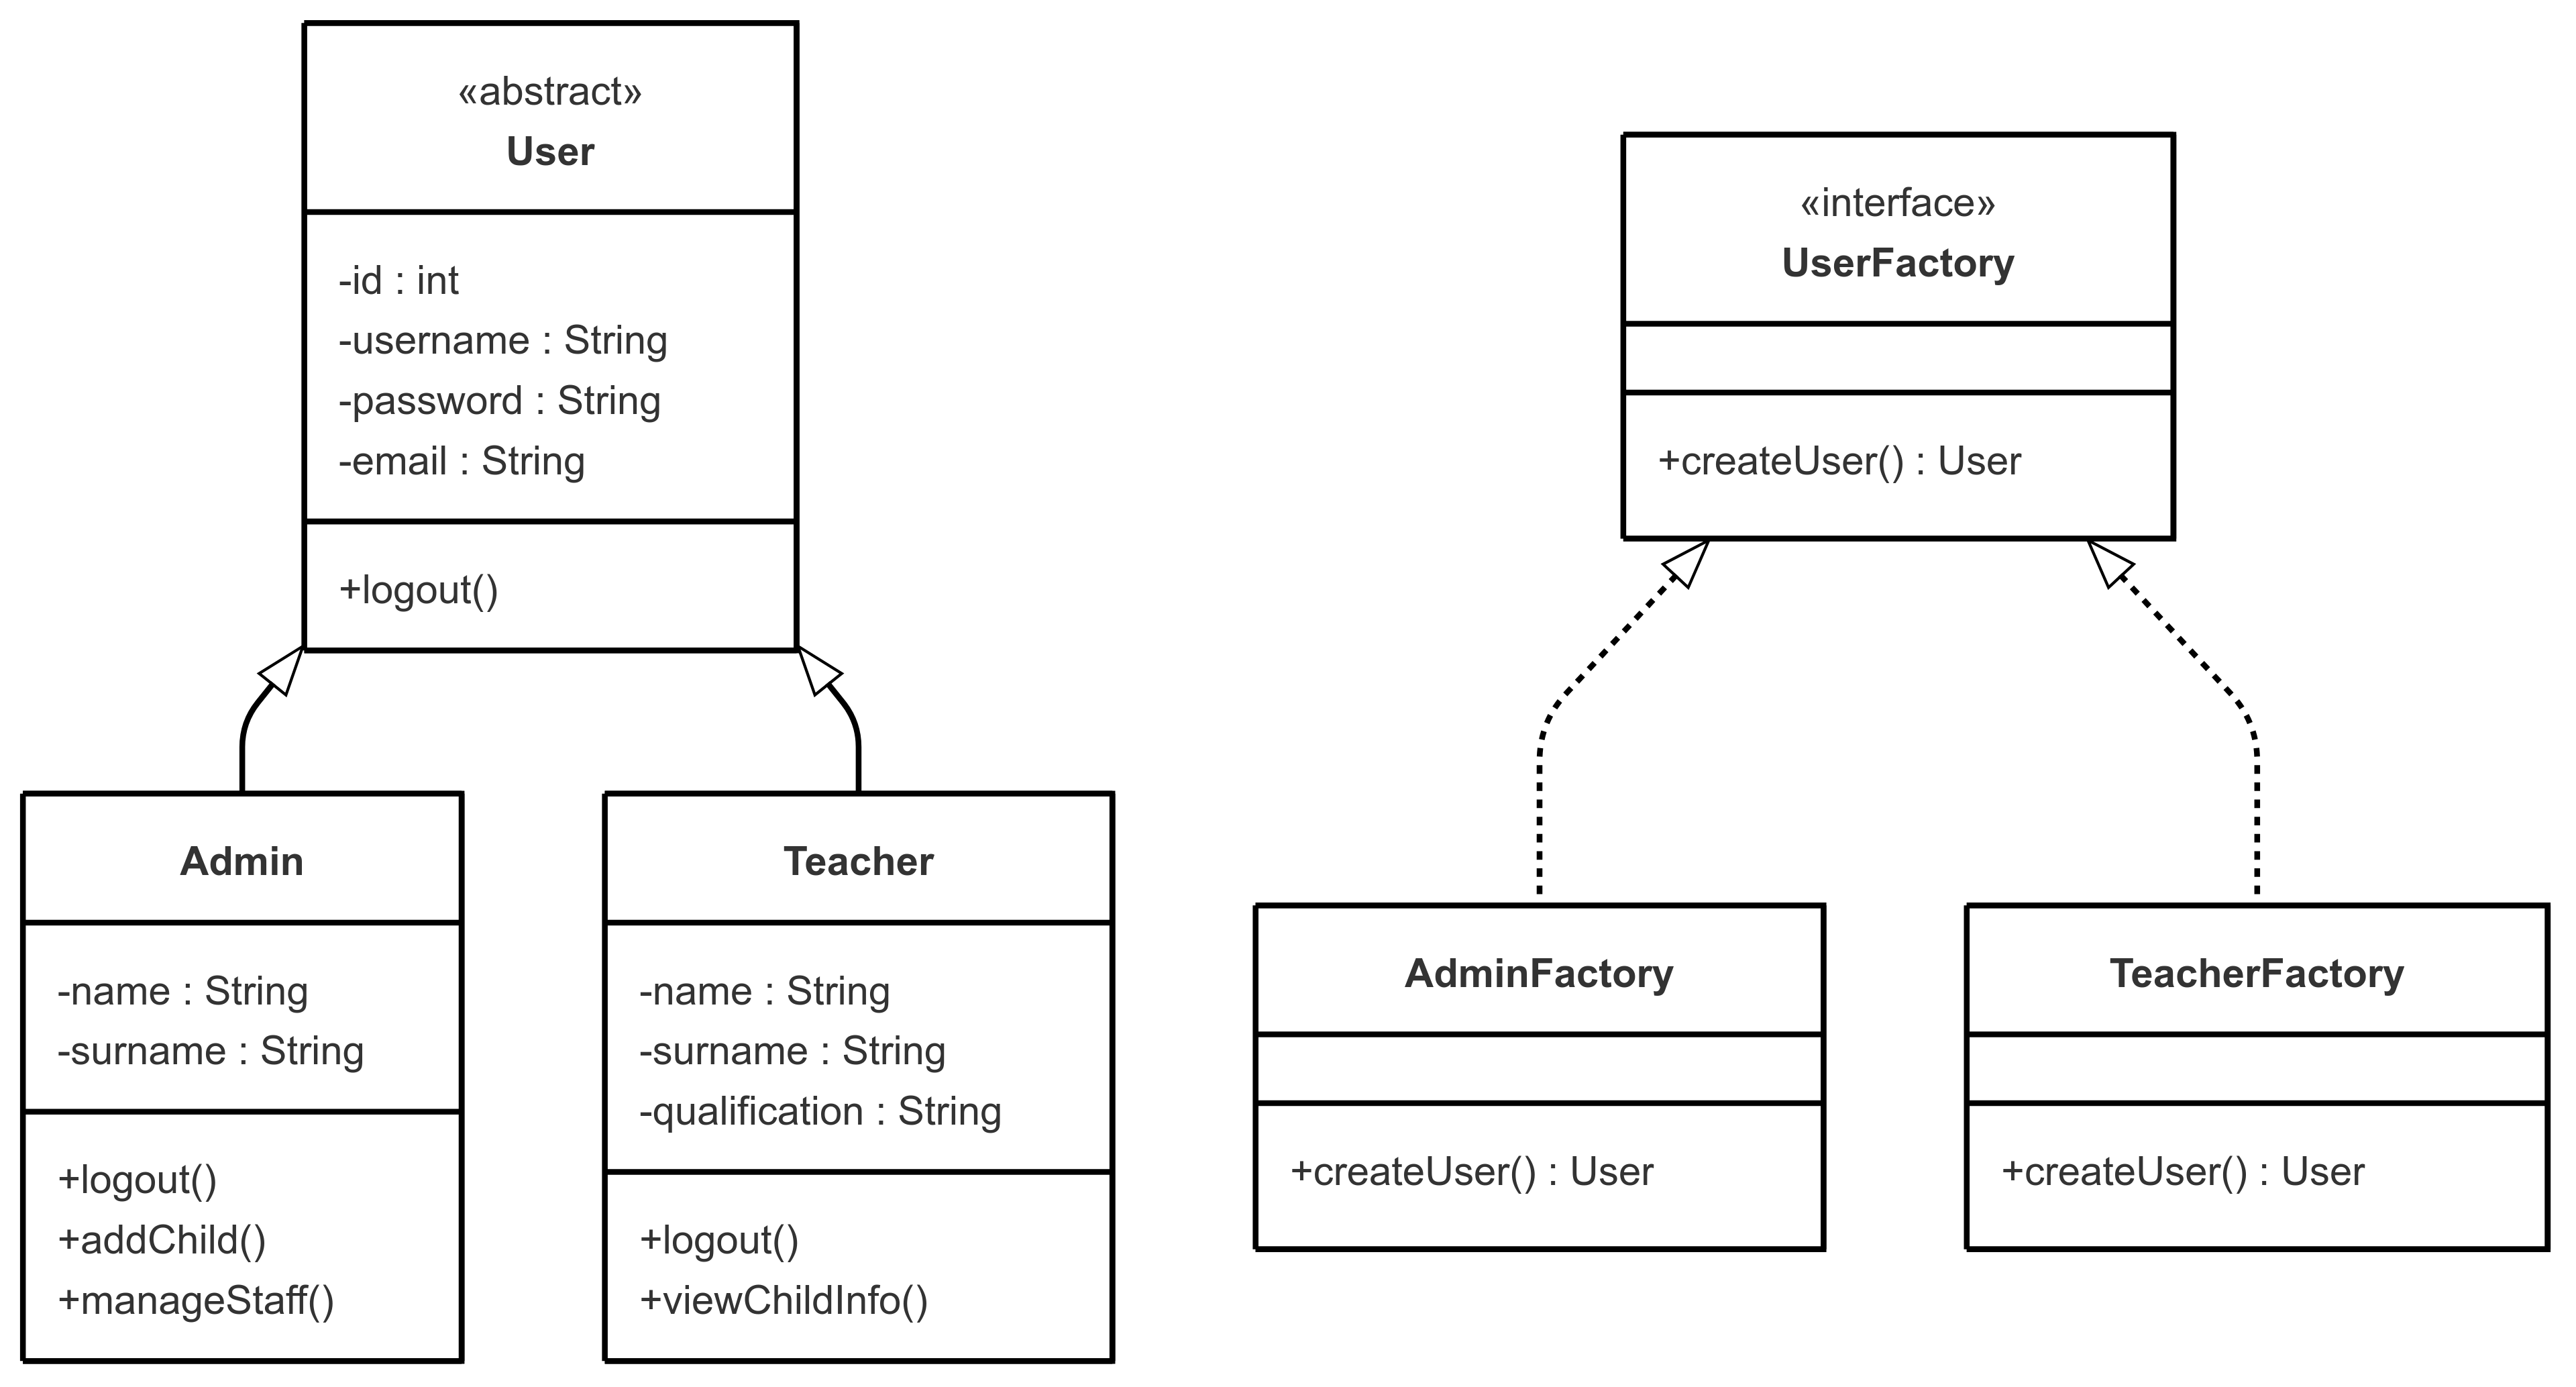 «abstract»
User
-id : int
-username : String
-password : String
-email : String
+logout()
«interface»
UserFactory
+createUser() : User
Admin
-name : String
-surname : String
+logout()
+addChild()
+manageStaff()
Teacher
-name : String
-surname : String
-qualification : String
+logout()
+viewChildInfo()
AdminFactory
+createUser() : User
TeacherFactory
+createUser() : User